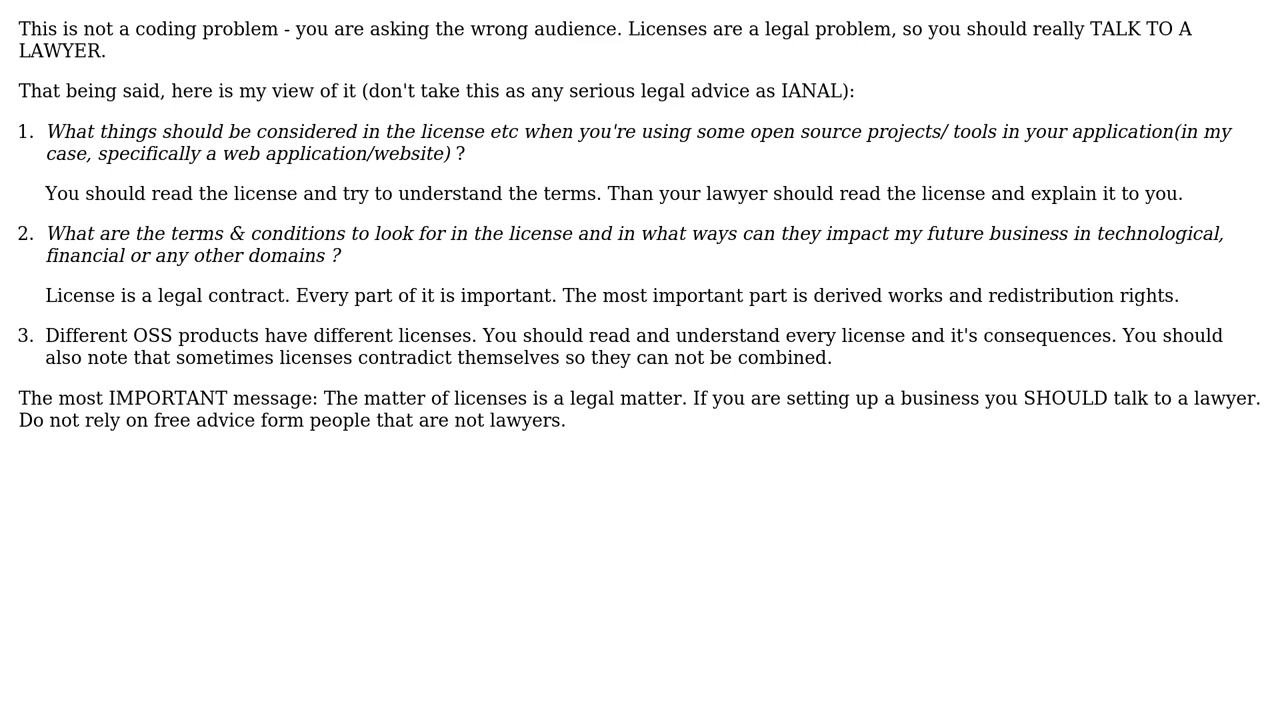 This is not a coding problem - you are asking the wrong audience. Licenses are a legal problem, so you should really TALK TO A
LAWYER.
That being said, here is my view of it (don't take this as any serious legal advice as IANAL):
1. What things should be considered in the license etc when you're using some open source projects/ tools in your application(in my
case, specifically a web application/website) ?
You should read the license and try to understand the terms. Than your lawyer should read the license and explain it to you.
2. What are the terms & conditions to look for in the license and in what ways can they impact my future business in technological,
financial or any other domains ?
License is a legal contract. Every part of it is important. The most important part is derived works and redistribution rights.
3. Different OSS products have different licenses. You should read and understand every license and it's consequences. You should
also note that sometimes licenses contradict themselves so they can not be combined.
The most IMPORTANT message: The matter of licenses is a legal matter. If you are setting up a business you SHOULD talk to a lawyer.
Do not rely on free advice form people that are not lawyers.